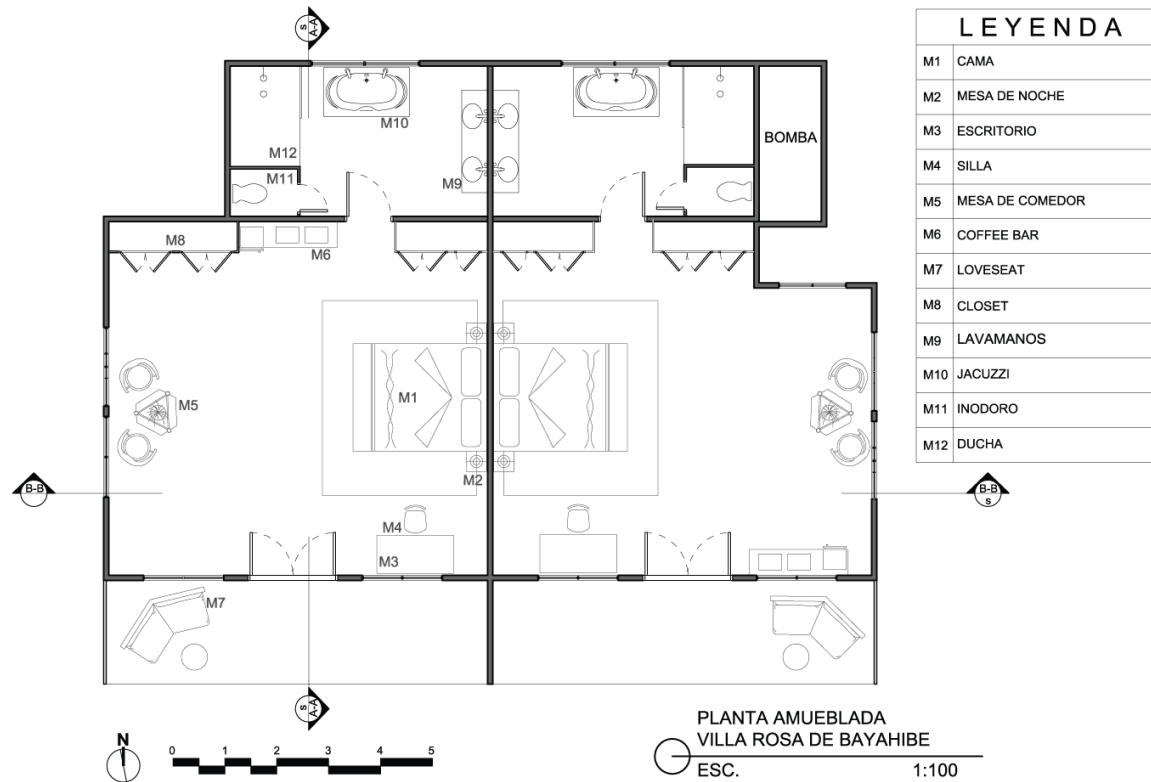 S
A-A
LEYENDA
M1 CAMA
M2 MESA DE NOCHE
M3 ESCRITORIO
M4 SILLA
M5 MESA DE COMEDOR
M6 COFFEE BAR
M7 LOVESEAT
M8 CLOSET
M9 LAVAMANOS
M10 JACUZZI
M11 INODORO
M12 DUCHA
M10
BOMBA
M12
M11
M9
M8
M6
M1
M5
M2
B-B
B-B
S
M4
M3
M7
S
A-A
N
0 1 2 3 4 5
PLANTA AMUEBLADA
VILLA ROSA DE BAYAHIBE
ESC. 1:100